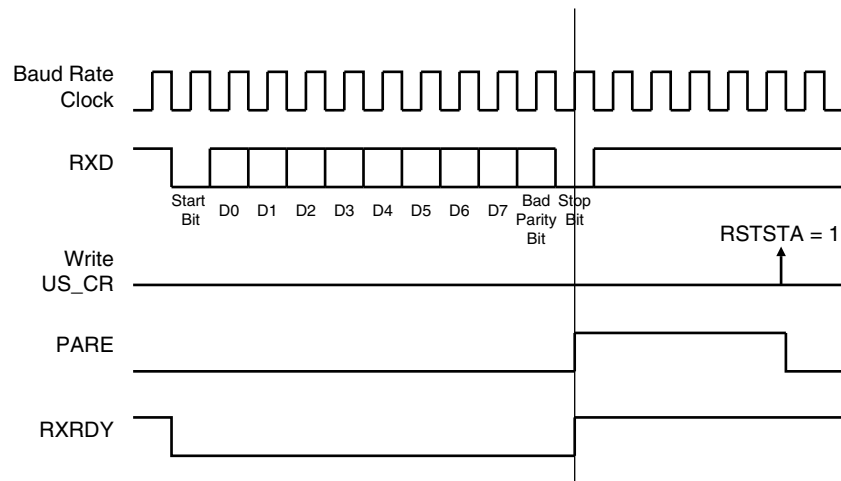 Baud Rate
Clock
RXD
Start
Bit
D0 D1 D2 D3 D4 D5 D6 D7
Bad
Parity
Bit
Stop
Bit
RSTSTA = 1
Write
US_CR
PARE
RXRDY